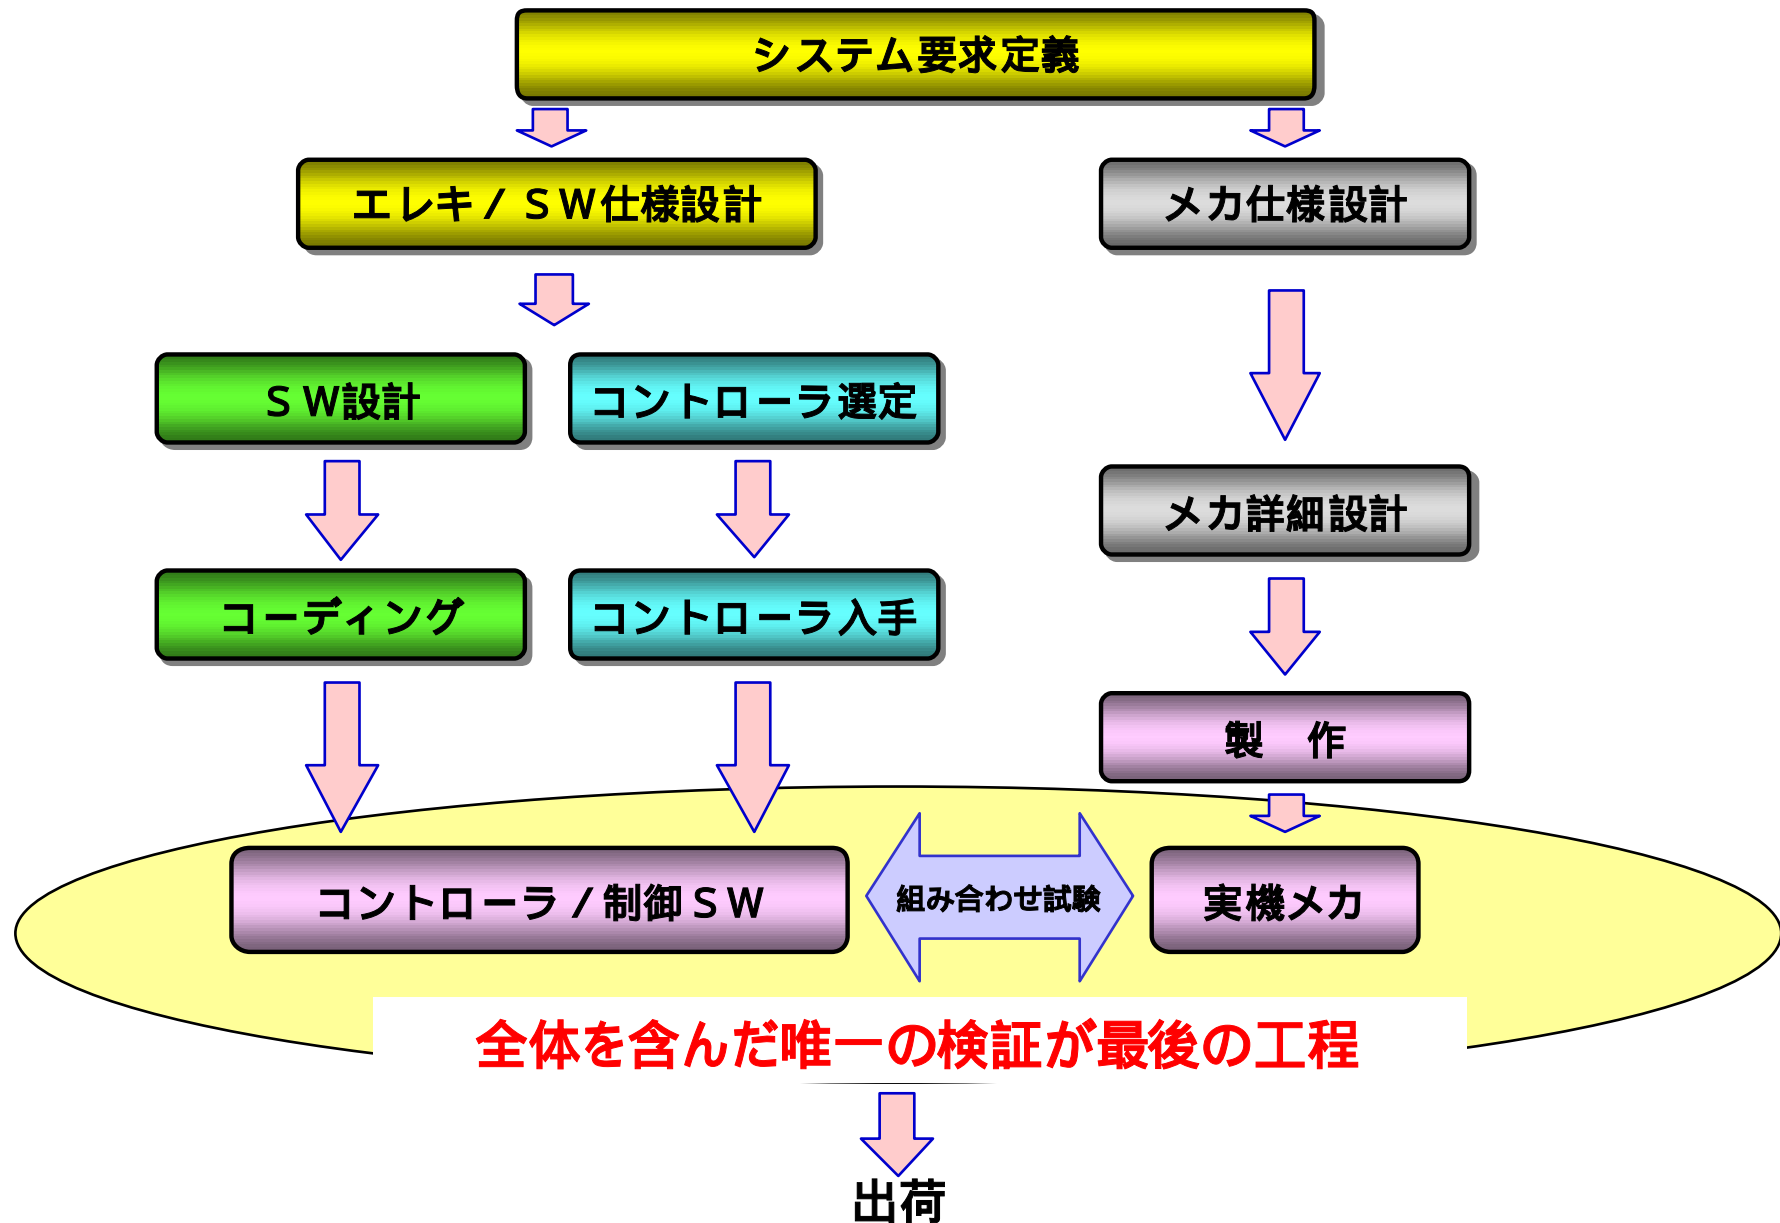 システム要求定義
エレキ/SW仕様設計
メカ仕様設計
SW設計
コントローラ選定
メカ詳細設計
コーディング
コントローラ入手
製　作
コントローラ/制御SW
組み合わせ試験
実機メカ
全体を含んだ唯一の検証が最後の工程
出荷